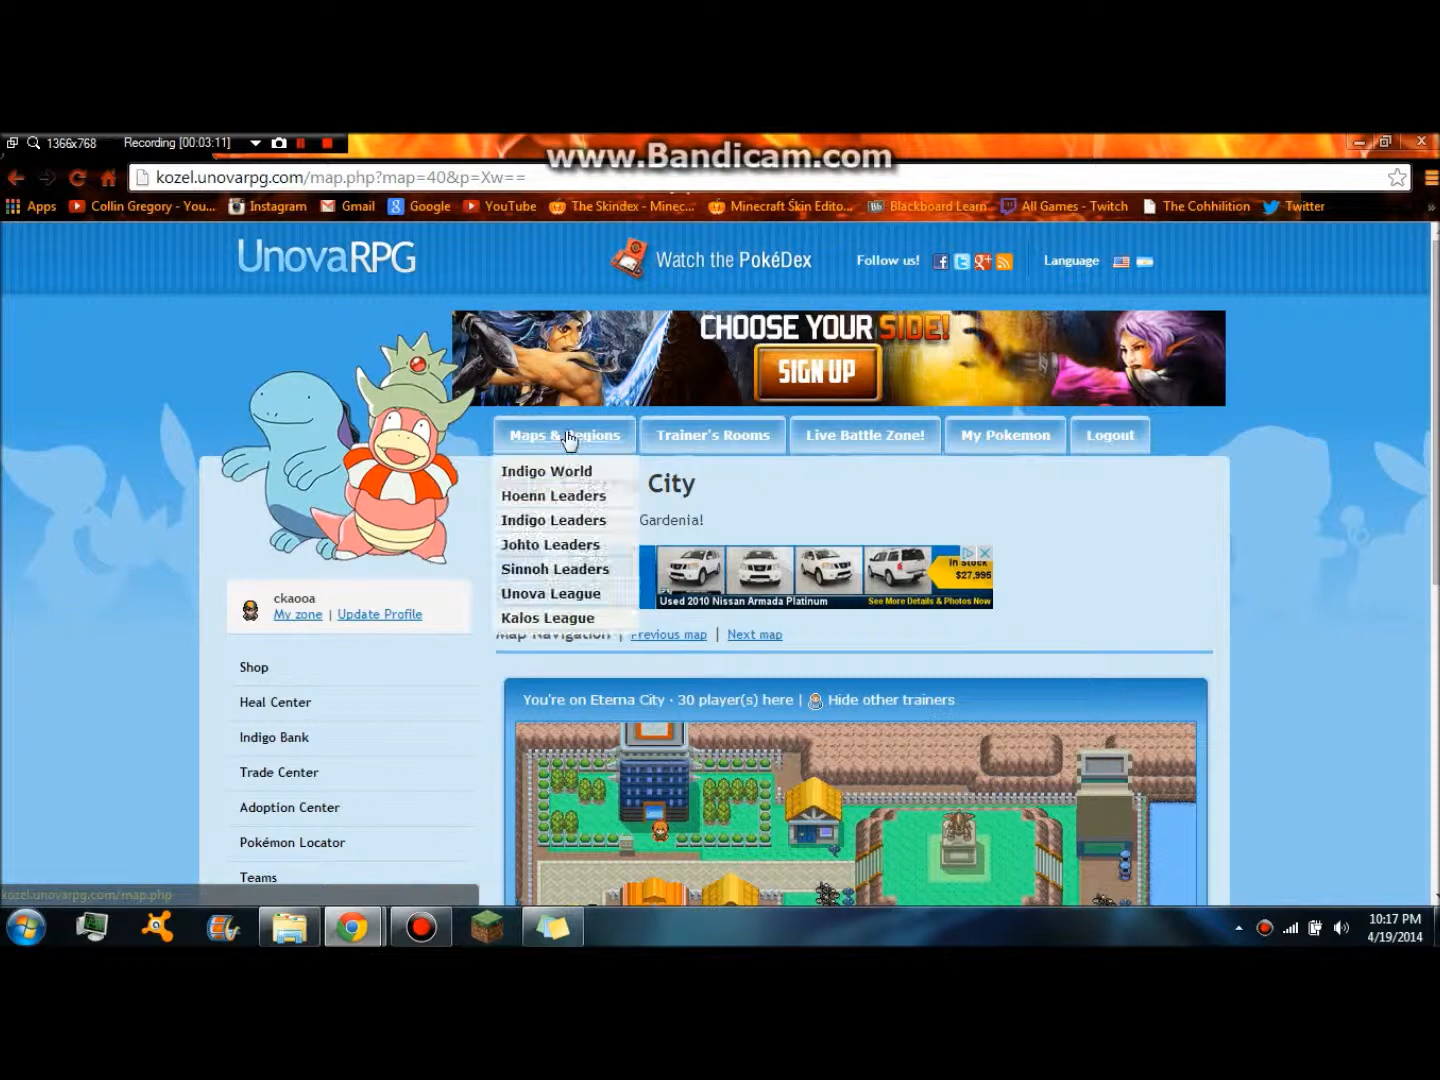 1366x768 Recording [00:03:11]
www.Bandicam.com
kozel.unovarpg.com/map.php?map=40&p=Xw==
Apps Collin Gregory - You... Instagram Gmail Google YouTube The Skindex - Minec... Minecraft Skin Edito... Blackboard Learn All Games - Twitch The Cohhilition Twitter »
UnovaRPG
Watch the PokéDex
Follow us!
Language
CHOOSE YOUR SIDE!
SIGN UP
Maps & Regions Trainer's Rooms Live Battle Zone! My Pokemon Logout
Indigo World
Hoenn Leaders
Indigo Leaders
Johto Leaders
Sinnoh Leaders
Unova League
Kalos League
City
Gardenia!
In Stock
$27,995
Used 2010 Nissan Armada Platinum See More Details & Photos Now
Map Navigation | Previous map | Next map
ckaooa
My zone | Update Profile
Shop
Heal Center
Indigo Bank
Trade Center
Adoption Center
Pokémon Locator
Teams
You're on Eterna City · 30 player(s) here | Hide other trainers
kozel.unovarpg.com/map.php
10:17 PM
4/19/2014